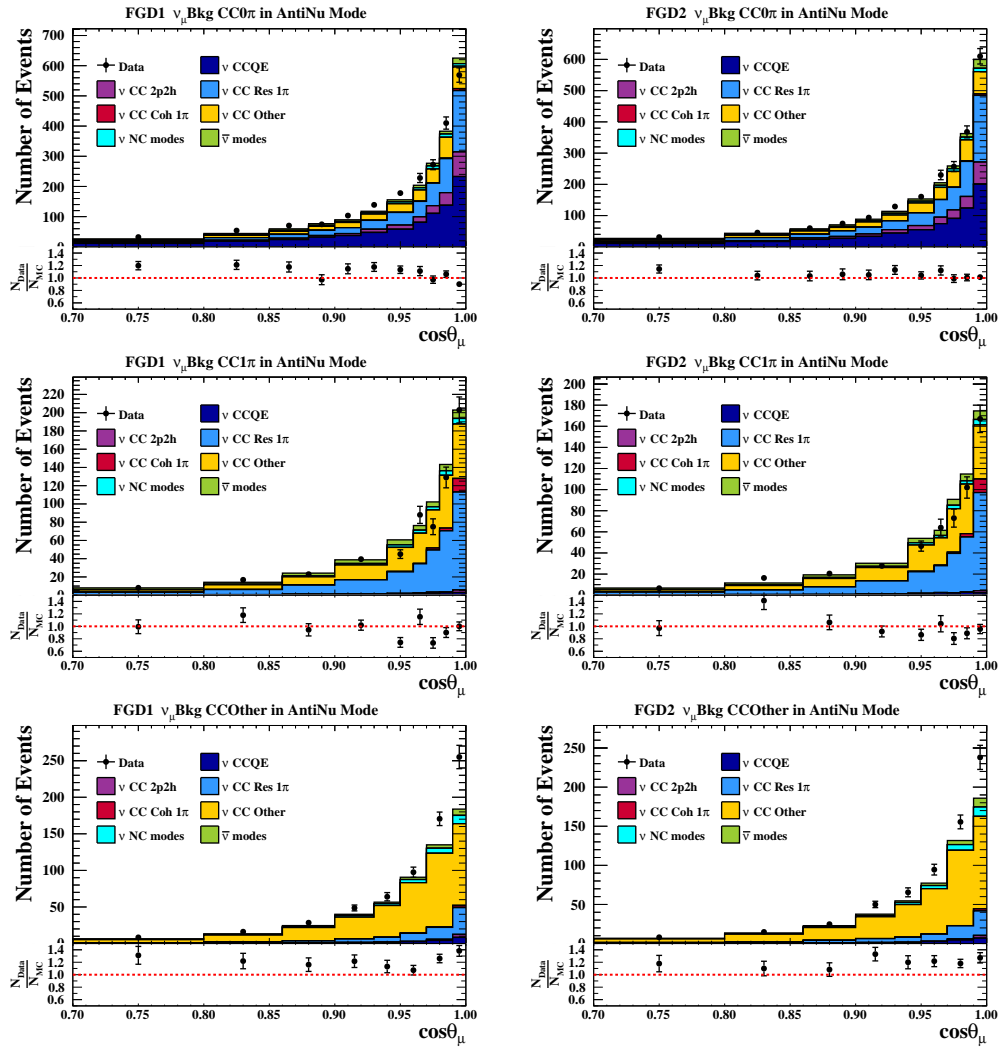 FGD1 νμBkg CC0π in AntiNu Mode
Number of Events
700
600
500
400
300
200
100
0
Data
ν CCQE
ν CC 2p2h
ν CC Res 1π
ν CC Coh 1π
ν CC Other
ν NC modes
ν̅ modes
NData
NMC
1.4
1.2
1.0
0.8
0.6
0.70 0.75 0.80 0.85 0.90 0.95 1.00
cosθμ
FGD2 νμBkg CC0π in AntiNu Mode
Number of Events
600
500
400
300
200
100
0
Data
ν CCQE
ν CC 2p2h
ν CC Res 1π
ν CC Coh 1π
ν CC Other
ν NC modes
ν̅ modes
NData
NMC
1.4
1.2
1.0
0.8
0.6
0.70 0.75 0.80 0.85 0.90 0.95 1.00
cosθμ
FGD1 νμBkg CC1π in AntiNu Mode
Number of Events
220
200
180
160
140
120
100
80
60
40
20
Data
ν CCQE
ν CC 2p2h
ν CC Res 1π
ν CC Coh 1π
ν CC Other
ν NC modes
ν̅ modes
NData
NMC
1.4
1.2
1.0
0.8
0.6
0.70 0.75 0.80 0.85 0.90 0.95 1.00
cosθμ
FGD2 νμBkg CC1π in AntiNu Mode
Number of Events
200
180
160
140
120
100
80
60
40
20
Data
ν CCQE
ν CC 2p2h
ν CC Res 1π
ν CC Coh 1π
ν CC Other
ν NC modes
ν̅ modes
NData
NMC
1.4
1.2
1.0
0.8
0.6
0.70 0.75 0.80 0.85 0.90 0.95 1.00
cosθμ
FGD1 νμBkg CCOther in AntiNu Mode
Number of Events
250
200
150
100
50
0
Data
ν CCQE
ν CC 2p2h
ν CC Res 1π
ν CC Coh 1π
ν CC Other
ν NC modes
ν̅ modes
NData
NMC
1.4
1.2
1.0
0.8
0.6
0.70 0.75 0.80 0.85 0.90 0.95 1.00
cosθμ
FGD2 νμBkg CCOther in AntiNu Mode
Number of Events
250
200
150
100
50
0
Data
ν CCQE
ν CC 2p2h
ν CC Res 1π
ν CC Coh 1π
ν CC Other
ν NC modes
ν̅ modes
NData
NMC
1.4
1.2
1.0
0.8
0.6
0.70 0.75 0.80 0.85 0.90 0.95 1.00
cosθμ